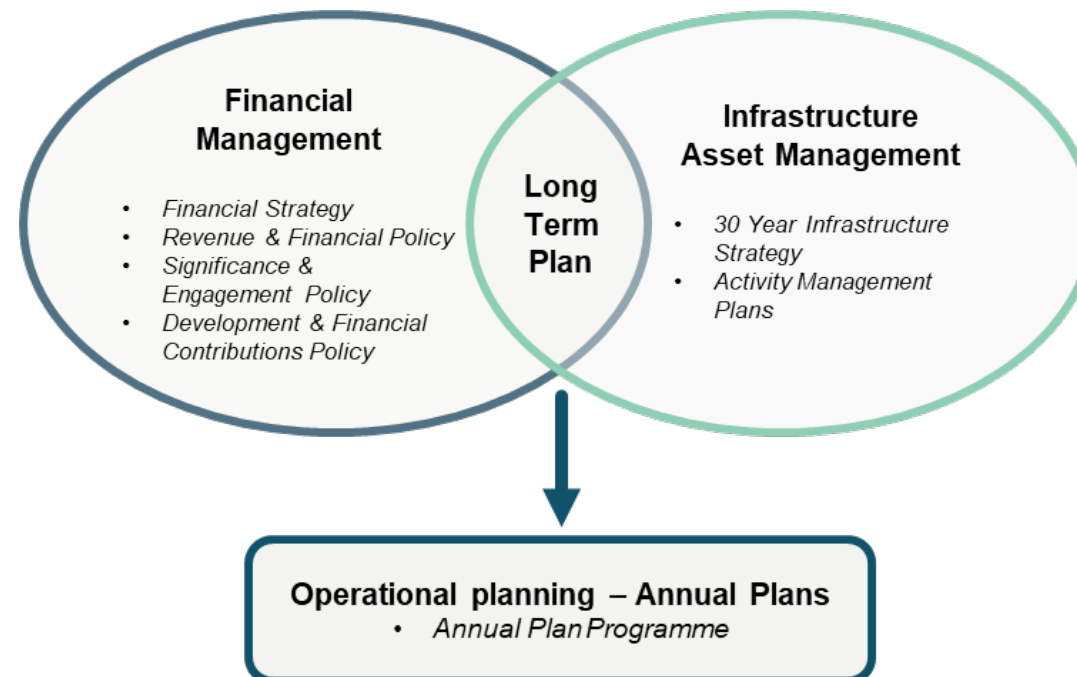 Financial
Management
• Financial Strategy
• Revenue & Financial Policy
• Significance &
Engagement Policy
• Development & Financial
Contributions Policy
Long
Term
Plan
Infrastructure
Asset Management
• 30 Year Infrastructure
Strategy
• Activity Management
Plans
Operational planning – Annual Plans
• Annual Plan Programme